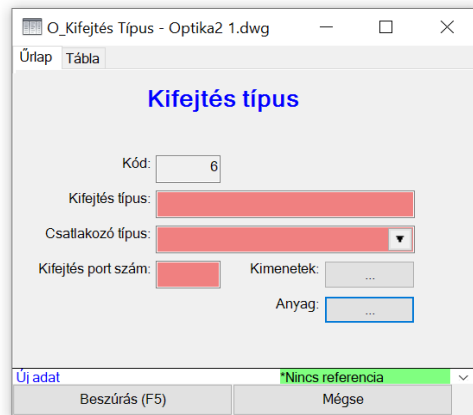 O_Kifejtés Típus - Optika2 1.dwg
Űrlap Tábla
Kifejtés típus
Kód: 6
Kifejtés típus:
Csatlakozó típus:
Kifejtés port szám: Kimenetek: ...
Anyag: ...
Új adat *Nincs referencia
Beszúrás (F5) Mégse